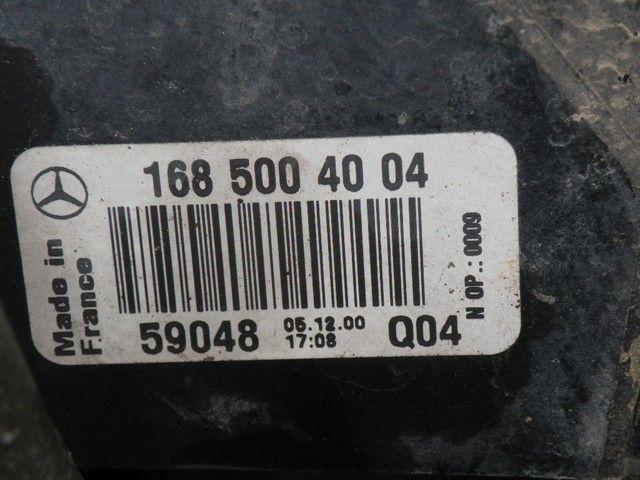 168 500 40 04
Made in
France
59048
05.12.00
17:08
Q04
N OP.: 0009